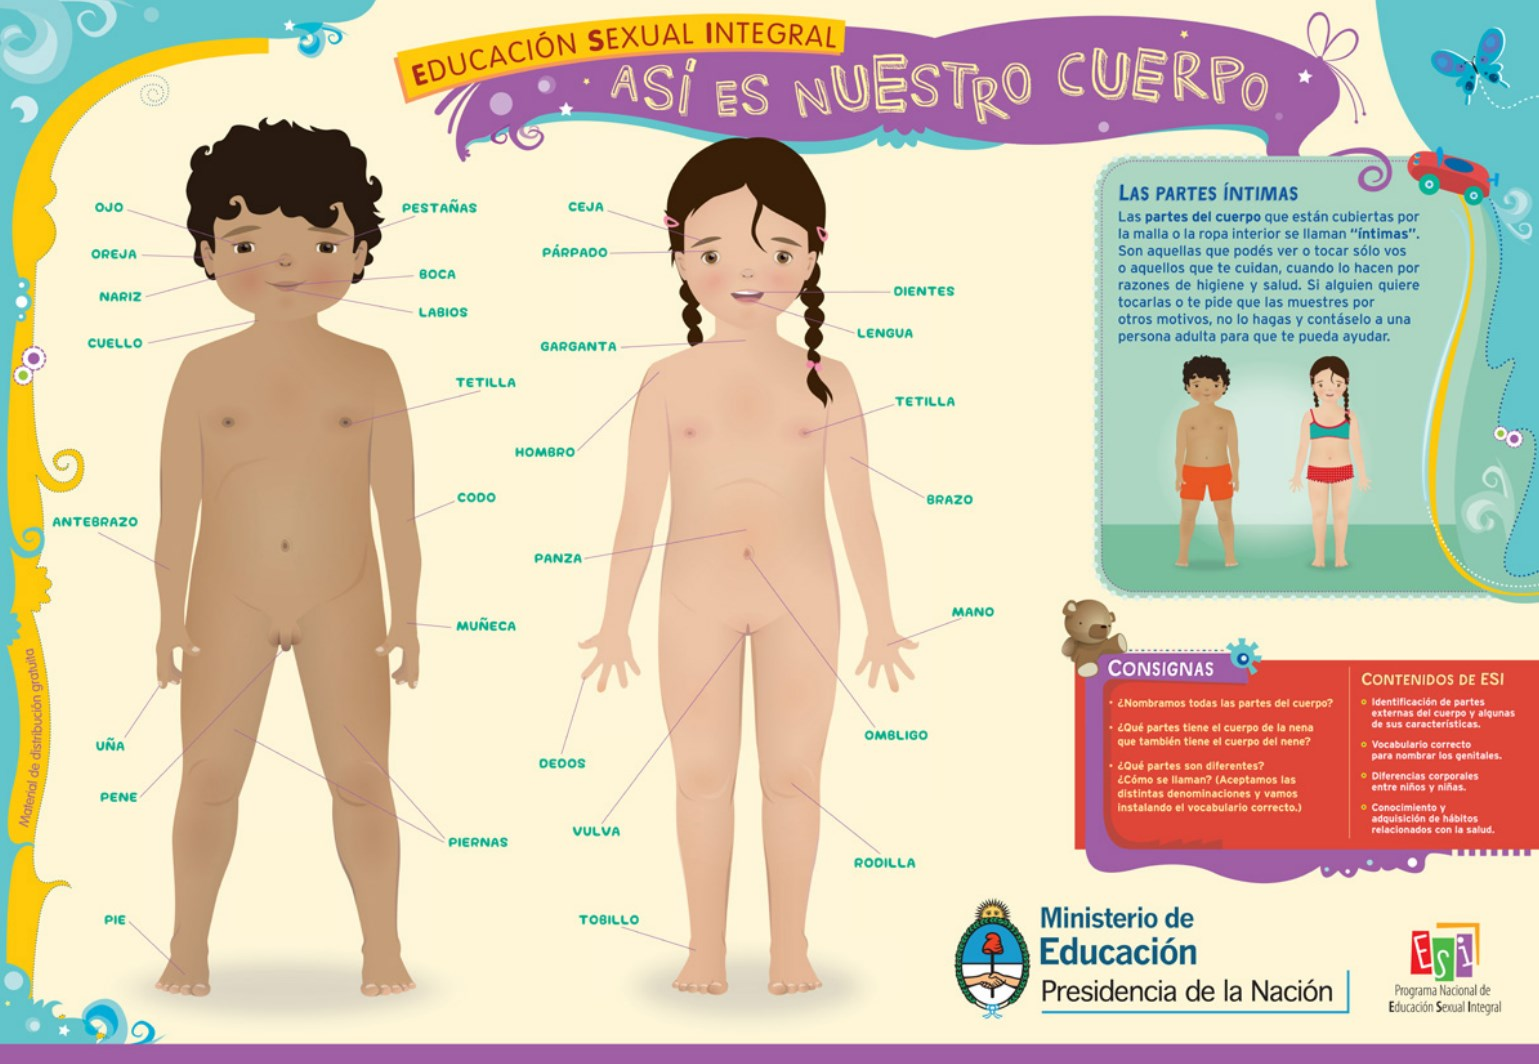 EDUCACIÓN SEXUAL INTEGRAL
ASÍ ES NUESTRO CUERPO
OJO
OREJA
NARIZ
CUELLO
ANTEBRAZO
UÑA
PENE
PIE
PESTAÑAS
BOCA
LABIOS
TETILLA
CODO
MUÑECA
PIERNAS
CEJA
PÁRPADO
GARGANTA
HOMBRO
PANZA
DEDOS
VULVA
TOBILLO
DIENTES
LENGUA
TETILLA
BRAZO
MANO
OMBLIGO
RODILLA
LAS PARTES ÍNTIMAS
Las partes del cuerpo que están cubiertas por
la malla o la ropa interior se llaman “íntimas”.
Son aquellas que podés ver o tocar sólo vos
o aquellos que te cuidan, cuando lo hacen por
razones de higiene y salud. Si alguien quiere
tocarlas o te pide que las muestres por
otros motivos, no lo hagas y contáselo a una
persona adulta para que te pueda ayudar.
CONSIGNAS
• ¿Nombramos todas las partes del cuerpo?
• ¿Qué partes tiene el cuerpo de la nena
que también tiene el cuerpo del nene?
• ¿Qué partes son diferentes?
¿Cómo se llaman? (Aceptamos las
distintas denominaciones y vamos
instalando el vocabulario correcto.)
CONTENIDOS DE ESI
Identificación de partes
externas del cuerpo y algunas
de sus características.
Vocabulario correcto
para nombrar los genitales.
Diferencias corporales
entre niños y niñas.
Conocimiento y
adquisición de hábitos
relacionados con la salud.
Material de distribución gratuita
Ministerio de
Educación
Presidencia de la Nación
ESi
Programa Nacional de
Educación Sexual Integral